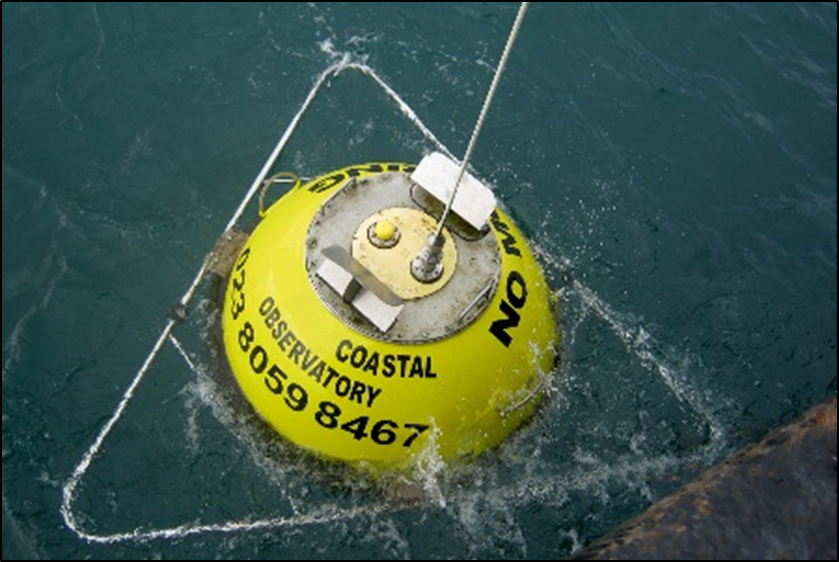 COASTAL
OBSERVATORY
023 8059 8467
NO